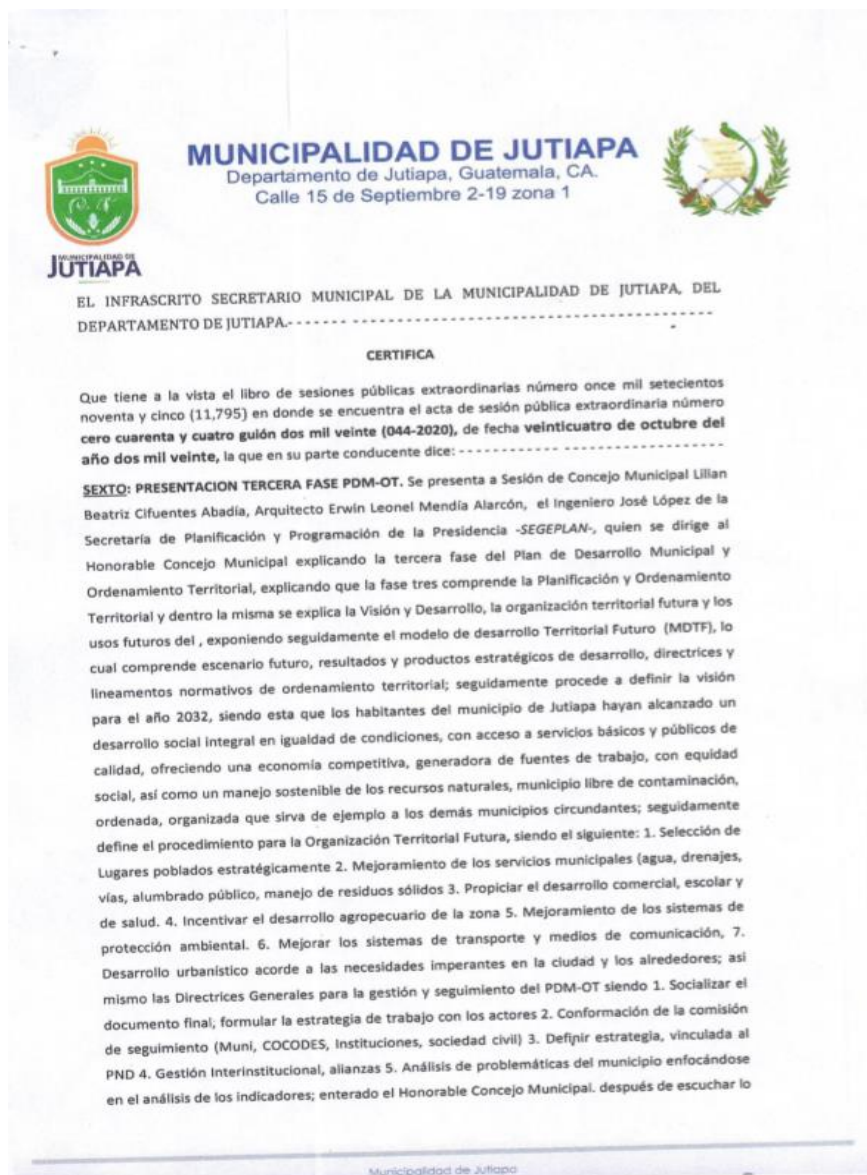 MUNICIPALIDAD DE JUTIAPA
Departamento de Jutiapa, Guatemala, CA.
Calle 15 de Septiembre 2-19 zona 1
MUNICIPALIDAD DE
JUTIAPA
EL INFRASCRITO SECRETARIO MUNICIPAL DE LA MUNICIPALIDAD DE JUTIAPA, DEL
DEPARTAMENTO DE JUTIAPA.- - - - - - - - - - - - - - - - - - - - - - - - - - - - - - - - - - - - - - - - - - - - - - -
CERTIFICA
Que tiene a la vista el libro de sesiones públicas extraordinarias número once mil setecientos
noventa y cinco (11,795) en donde se encuentra el acta de sesión pública extraordinaria número
cero cuarenta y cuatro guión dos mil veinte (044-2020), de fecha veinticuatro de octubre del
año dos mil veinte, la que en su parte conducente dice: - - - - - - - - - - - - - - - - - - - - - - - - - - - - - -
SEXTO: PRESENTACION TERCERA FASE PDM-OT. Se presenta a Sesión de Concejo Municipal Lilian
Beatriz Cifuentes Abadía, Arquitecto Erwin Leonel Mendía Alarcón, el Ingeniero José López de la
Secretaría de Planificación y Programación de la Presidencia -SEGEPLAN-, quien se dirige al
Honorable Concejo Municipal explicando la tercera fase del Plan de Desarrollo Municipal y
Ordenamiento Territorial, explicando que la fase tres comprende la Planificación y Ordenamiento
Territorial y dentro la misma se explica la Visión y Desarrollo, la organización territorial futura y los
usos futuros del , exponiendo seguidamente el modelo de desarrollo Territorial Futuro (MDTF), lo
cual comprende escenario futuro, resultados y productos estratégicos de desarrollo, directrices y
lineamentos normativos de ordenamiento territorial; seguidamente procede a definir la visión
para el año 2032, siendo esta que los habitantes del municipio de Jutiapa hayan alcanzado un
desarrollo social integral en igualdad de condiciones, con acceso a servicios básicos y públicos de
calidad, ofreciendo una economía competitiva, generadora de fuentes de trabajo, con equidad
social, así como un manejo sostenible de los recursos naturales, municipio libre de contaminación,
ordenada, organizada que sirva de ejemplo a los demás municipios circundantes; seguidamente
define el procedimiento para la Organización Territorial Futura, siendo el siguiente: 1. Selección de
Lugares poblados estratégicamente 2. Mejoramiento de los servicios municipales (agua, drenajes,
vías, alumbrado público, manejo de residuos sólidos 3. Propiciar el desarrollo comercial, escolar y
de salud. 4. Incentivar el desarrollo agropecuario de la zona 5. Mejoramiento de los sistemas de
protección ambiental. 6. Mejorar los sistemas de transporte y medios de comunicación, 7.
Desarrollo urbanístico acorde a las necesidades imperantes en la ciudad y los alrededores; asi
mismo las Directrices Generales para la gestión y seguimiento del PDM-OT siendo 1. Socializar el
documento final; formular la estrategia de trabajo con los actores 2. Conformación de la comisión
de seguimiento (Muni, COCODES, Instituciones, sociedad civil) 3. Definir estrategia, vinculada al
PND 4. Gestión Interinstitucional, alianzas 5. Análisis de problemáticas del municipio enfocándose
en el análisis de los indicadores; enterado el Honorable Concejo Municipal. después de escuchar lo
Municipalidad de Jutiapa